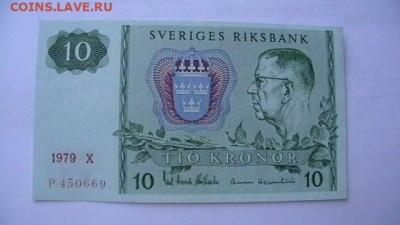 COINS.LAVE.RU
10
SVERIGES RIKSBANK
1979 X
P 450669
TIO KRONOR
10
10